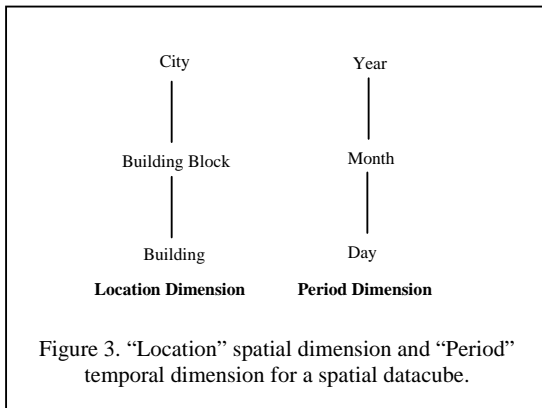 City Year
Building Block Month
Building Day
Location Dimension Period Dimension
Figure 3. “Location” spatial dimension and “Period”
temporal dimension for a spatial datacube.